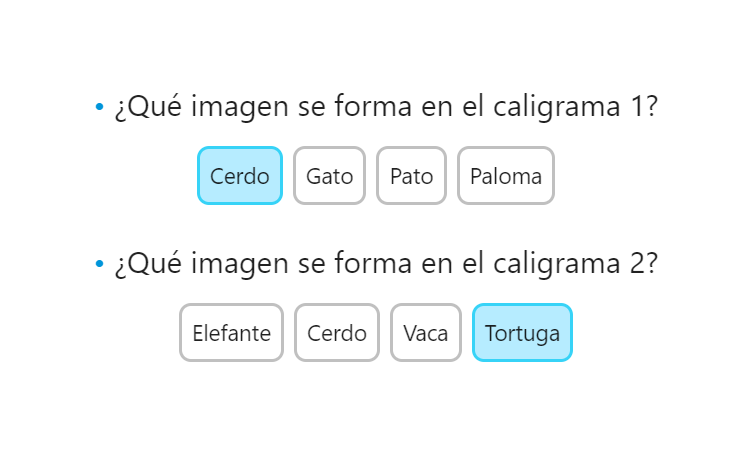 • ¿Qué imagen se forma en el caligrama 1?
Cerdo Gato Pato Paloma
• ¿Qué imagen se forma en el caligrama 2?
Elefante Cerdo Vaca Tortuga